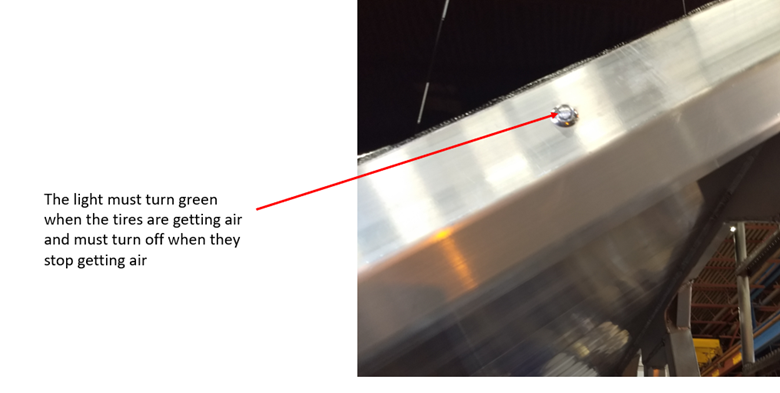 The light must turn green
when the tires are getting air
and must turn off when they
stop getting air